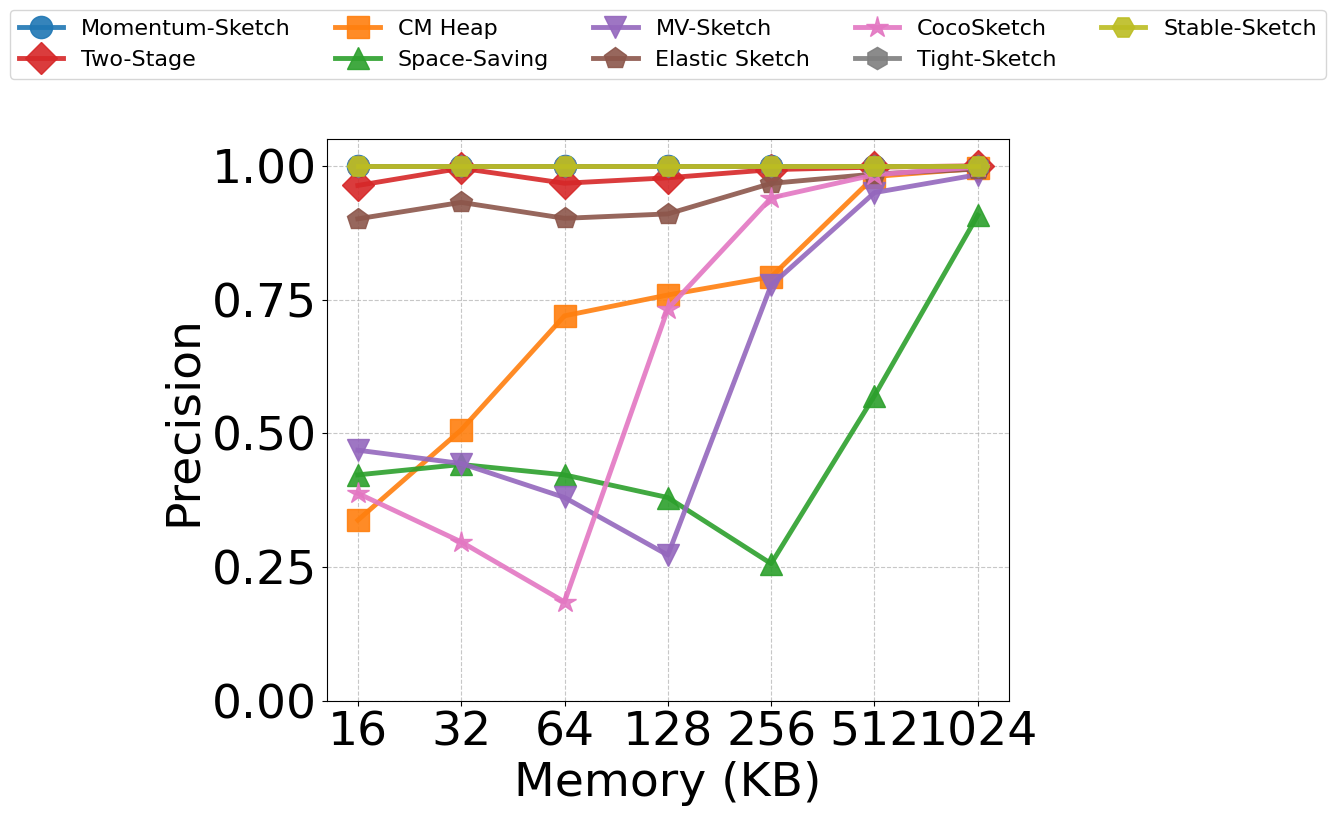 Momentum-Sketch CM Heap MV-Sketch CocoSketch Stable-Sketch
Two-Stage Space-Saving Elastic Sketch Tight-Sketch
1.00
0.75
0.50
0.25
0.00
Precision
16 32 64 128 256 512 1024
Memory (KB)